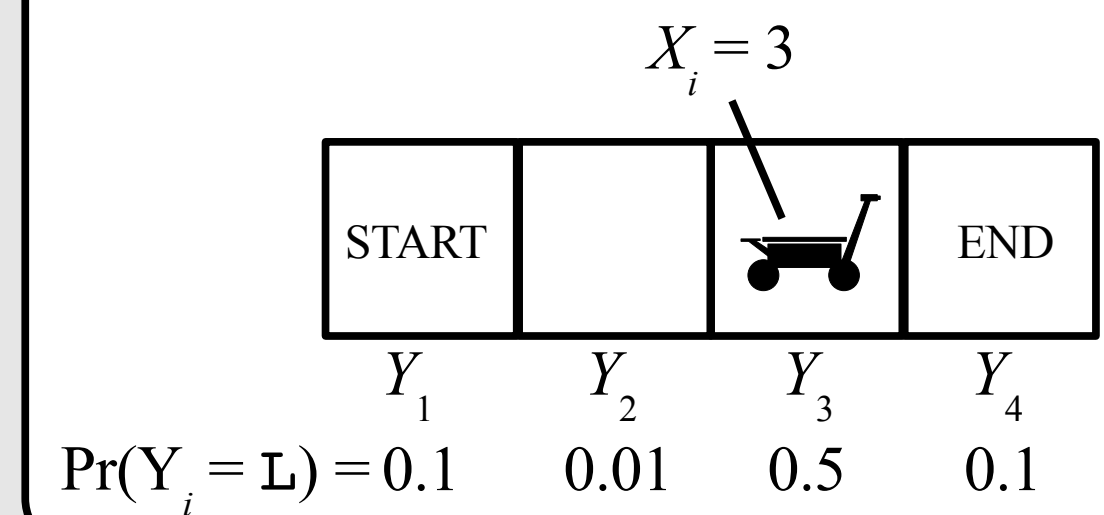 X_i = 3
START END
Y_1 Y_2 Y_3 Y_4
Pr(Y_i = L) = 0.1 0.01 0.5 0.1